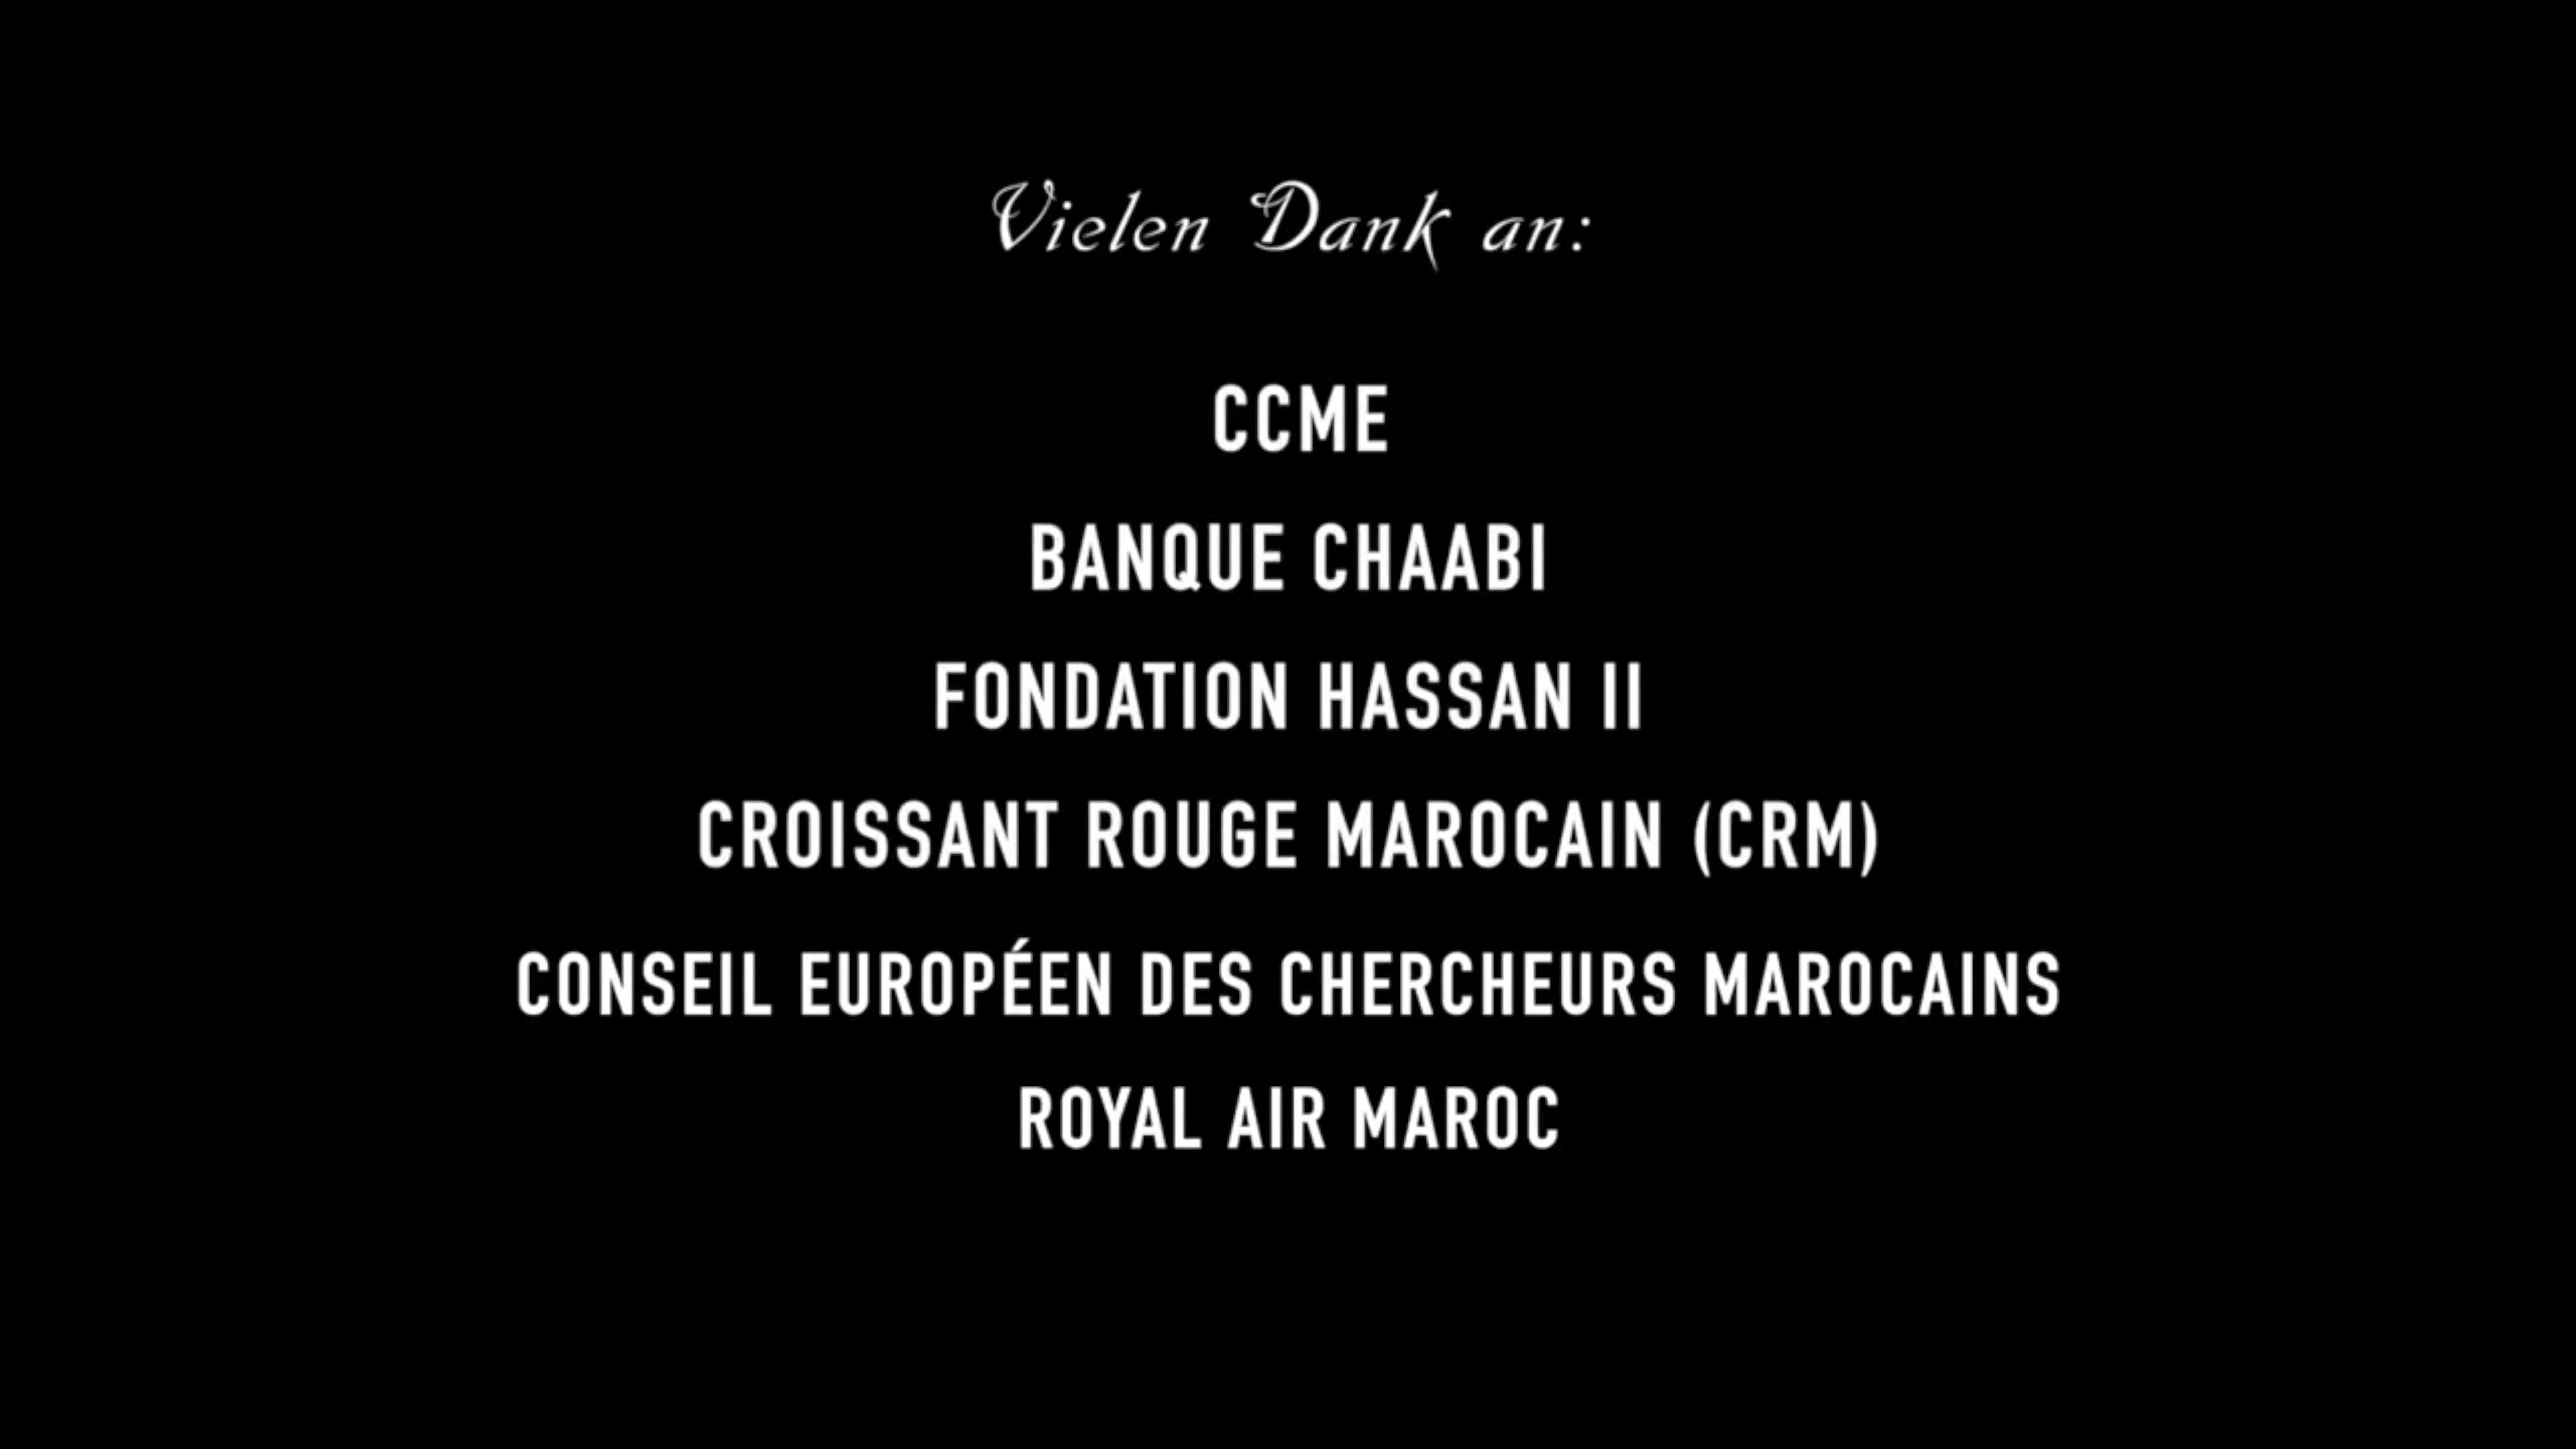 Vielen Dank an:
CCME
BANQUE CHAABI
FONDATION HASSAN II
CROISSANT ROUGE MAROCAIN (CRM)
CONSEIL EUROPÉEN DES CHERCHEURS MAROCAINS
ROYAL AIR MAROC